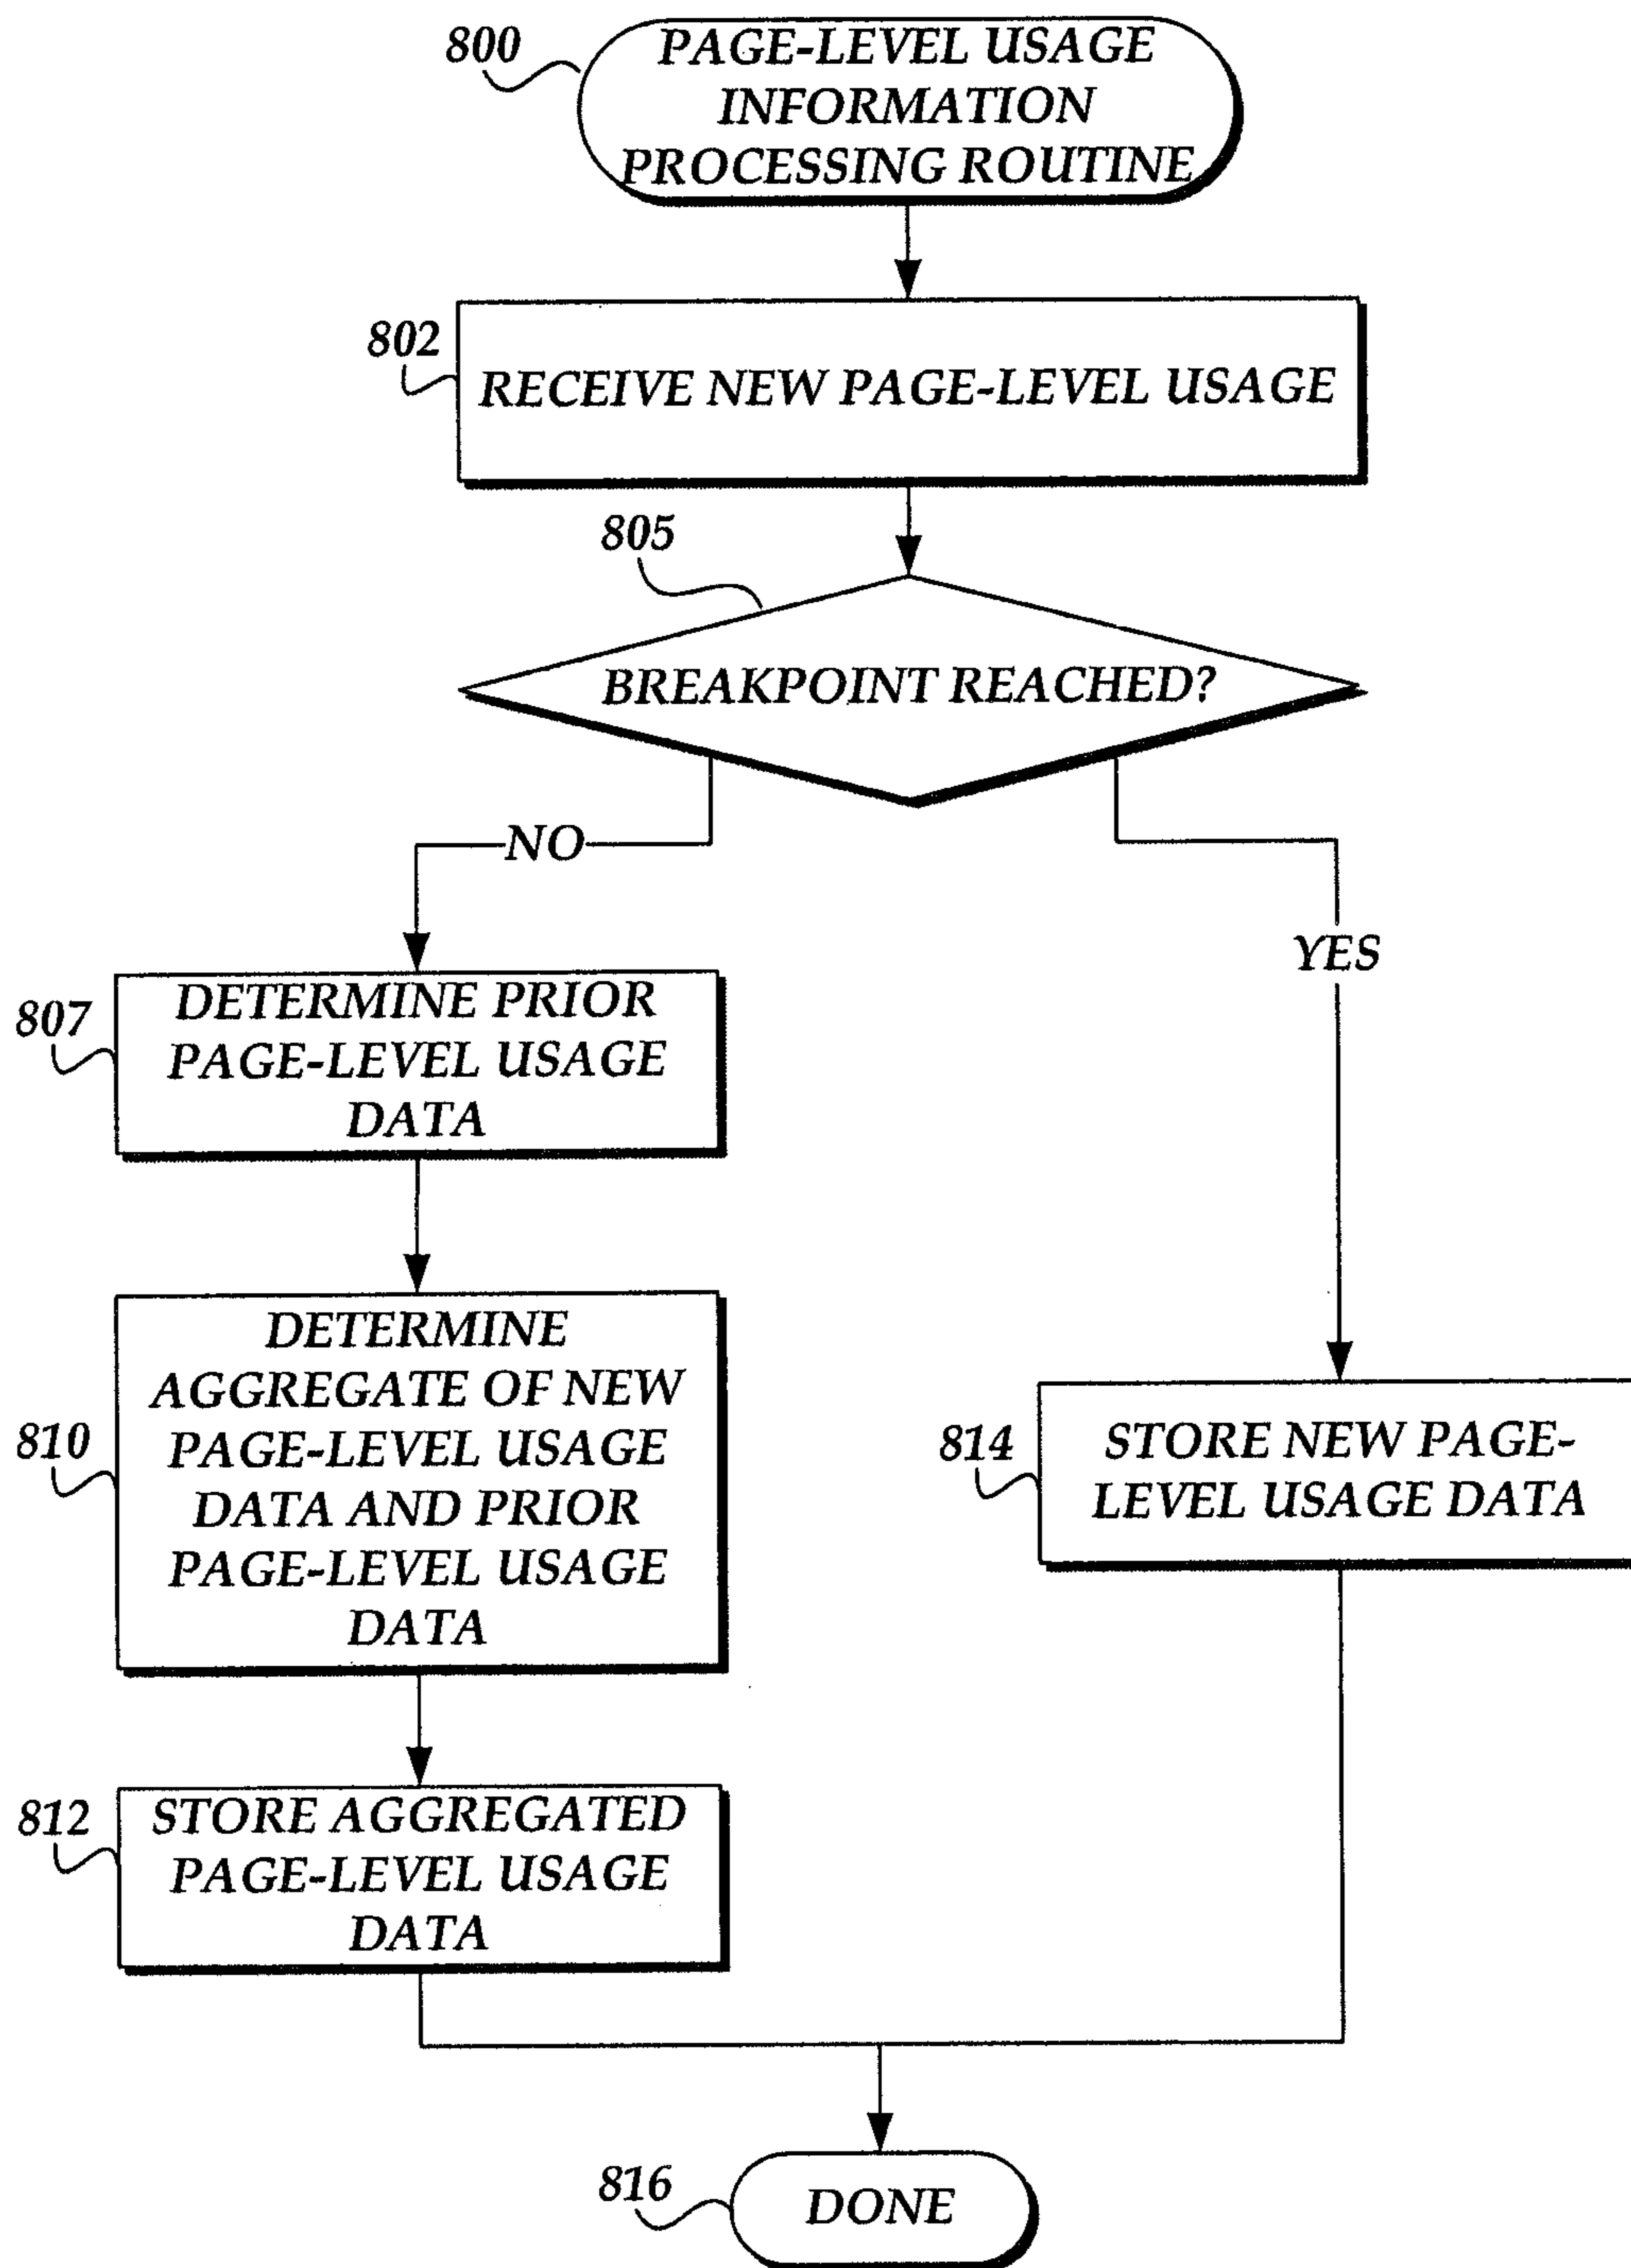 800
PAGE-LEVEL USAGE
INFORMATION
PROCESSING ROUTINE
802
RECEIVE NEW PAGE-LEVEL USAGE
805
BREAKPOINT REACHED?
NO
YES
807
DETERMINE PRIOR
PAGE-LEVEL USAGE
DATA
810
DETERMINE
AGGREGATE OF NEW
PAGE-LEVEL USAGE
DATA AND PRIOR
PAGE-LEVEL USAGE
DATA
814
STORE NEW PAGE-
LEVEL USAGE DATA
812
STORE AGGREGATED
PAGE-LEVEL USAGE
DATA
816
DONE